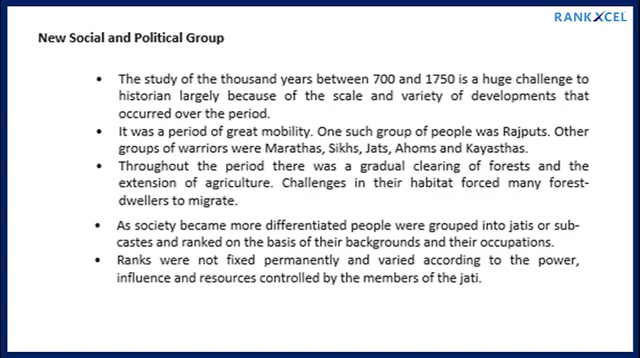 RANKXCEL
New Social and Political Group
• The study of the thousand years between 700 and 1750 is a huge challenge to
historian largely because of the scale and variety of developments that
occurred over the period.
• It was a period of great mobility. One such group of people was Rajputs. Other
groups of warriors were Marathas, Sikhs, Jats, Ahoms and Kayasthas.
• Throughout the period there was a gradual clearing of forests and the
extension of agriculture. Challenges in their habitat forced many forest-
dwellers to migrate.
• As society became more differentiated people were grouped into jatis or sub-
castes and ranked on the basis of their backgrounds and their occupations.
• Ranks were not fixed permanently and varied according to the power,
influence and resources controlled by the members of the jati.